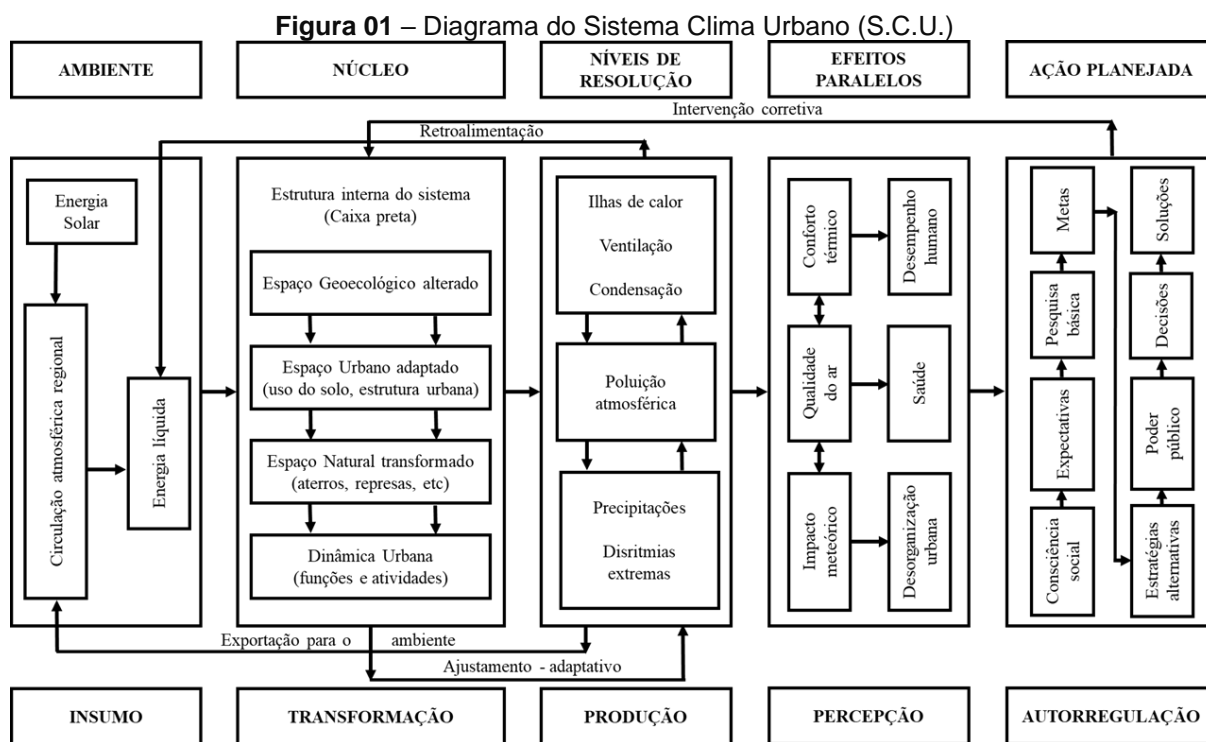 Figura 01 – Diagrama do Sistema Clima Urbano (S.C.U.)
AMBIENTE
NÚCLEO
NÍVEIS DE
RESOLUÇÃO
EFEITOS
PARALELOS
AÇÃO PLANEJADA
Intervenção corretiva
Retroalimentação
Energia
Solar
Circulação atmosférica regional
Energia líquida
Estrutura interna do sistema
(Caixa preta)
Espaço Geoecológico alterado
Espaço Urbano adaptado
(uso do solo, estrutura urbana)
Espaço Natural transformado
(aterros, represas, etc)
Dinâmica Urbana
(funções e atividades)
Ilhas de calor
Ventilação
Condensação
Poluição
atmosférica
Precipitações
Disritmias
extremas
Conforto
térmico
Desempenho
humano
Qualidade
do ar
Saúde
Impacto
meteórico
Desorganização
urbana
Metas
Soluções
Pesquisa
básica
Decisões
Expectativas
Poder
público
Consciência
social
Estratégias
alternativas
Exportação para o ambiente
Ajustamento - adaptativo
INSUMO
TRANSFORMAÇÃO
PRODUÇÃO
PERCEPÇÃO
AUTORREGULAÇÃO